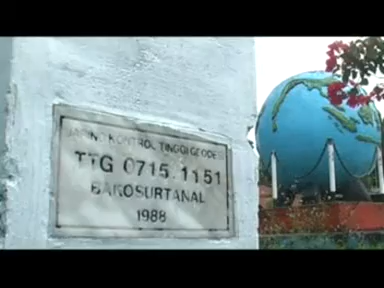 JARING KONTROL TINGGI GEODESI
TTG 0715.1151
BAKOSURTANAL
1988